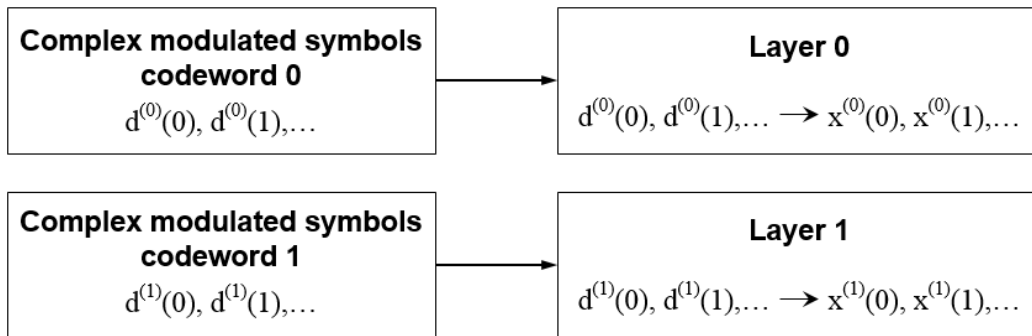 Complex modulated symbols
codeword 0
d⁽⁰⁾(0), d⁽⁰⁾(1),...
Layer 0
d⁽⁰⁾(0), d⁽⁰⁾(1),... → x⁽⁰⁾(0), x⁽⁰⁾(1),...
Complex modulated symbols
codeword 1
d⁽¹⁾(0), d⁽¹⁾(1),...
Layer 1
d⁽¹⁾(0), d⁽¹⁾(1),... → x⁽¹⁾(0), x⁽¹⁾(1),...